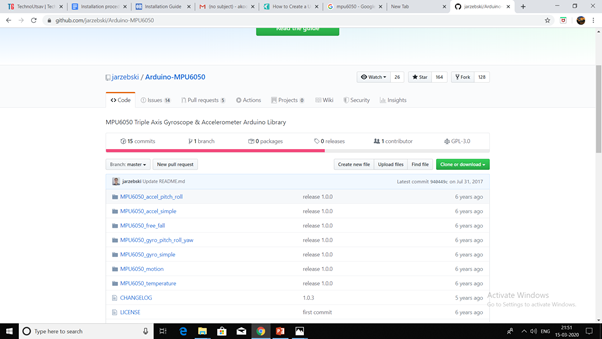 TechnoLitsav | Tec
Installation proce
Installation Guide
(no subject) - ako
How to Create a
mpu6050 - Google
New Tab
jarzebski/Arduino
github.com/jarzebski/Arduino-MPU6050
Read the guide
jarzebski / Arduino-MPU6050
Watch 26 Star 164 Fork 128
Code Issues 14 Pull requests 5 Actions Projects 0 Wiki Security Insights
MPU6050 Triple Axis Gyroscope & Accelerometer Arduino Library
15 commits 1 branch 0 packages 0 releases 1 contributor GPL-3.0
Branch: master New pull request Create new file Upload files Find file Clone or download
jarzebski Update README.md Latest commit on Jul 31, 2017
MPU6050_accel_pitch_roll release 1.0.0 6 years ago
MPU6050_accel_simple release 1.0.0 6 years ago
MPU6050_free_fall release 1.0.0 6 years ago
MPU6050_gyro_pitch_roll_yaw release 1.0.0 6 years ago
MPU6050_gyro_simple release 1.0.0 6 years ago
MPU6050_motion release 1.0.0 6 years ago
MPU6050_temperature release 1.0.0 6 years ago
CHANGELOG 1.0.3 5 years ago
LICENSE first commit 6 years ago
Activate Windows
Go to Settings to activate Windows.
Type here to search
ENG
21:51
15-03-2020